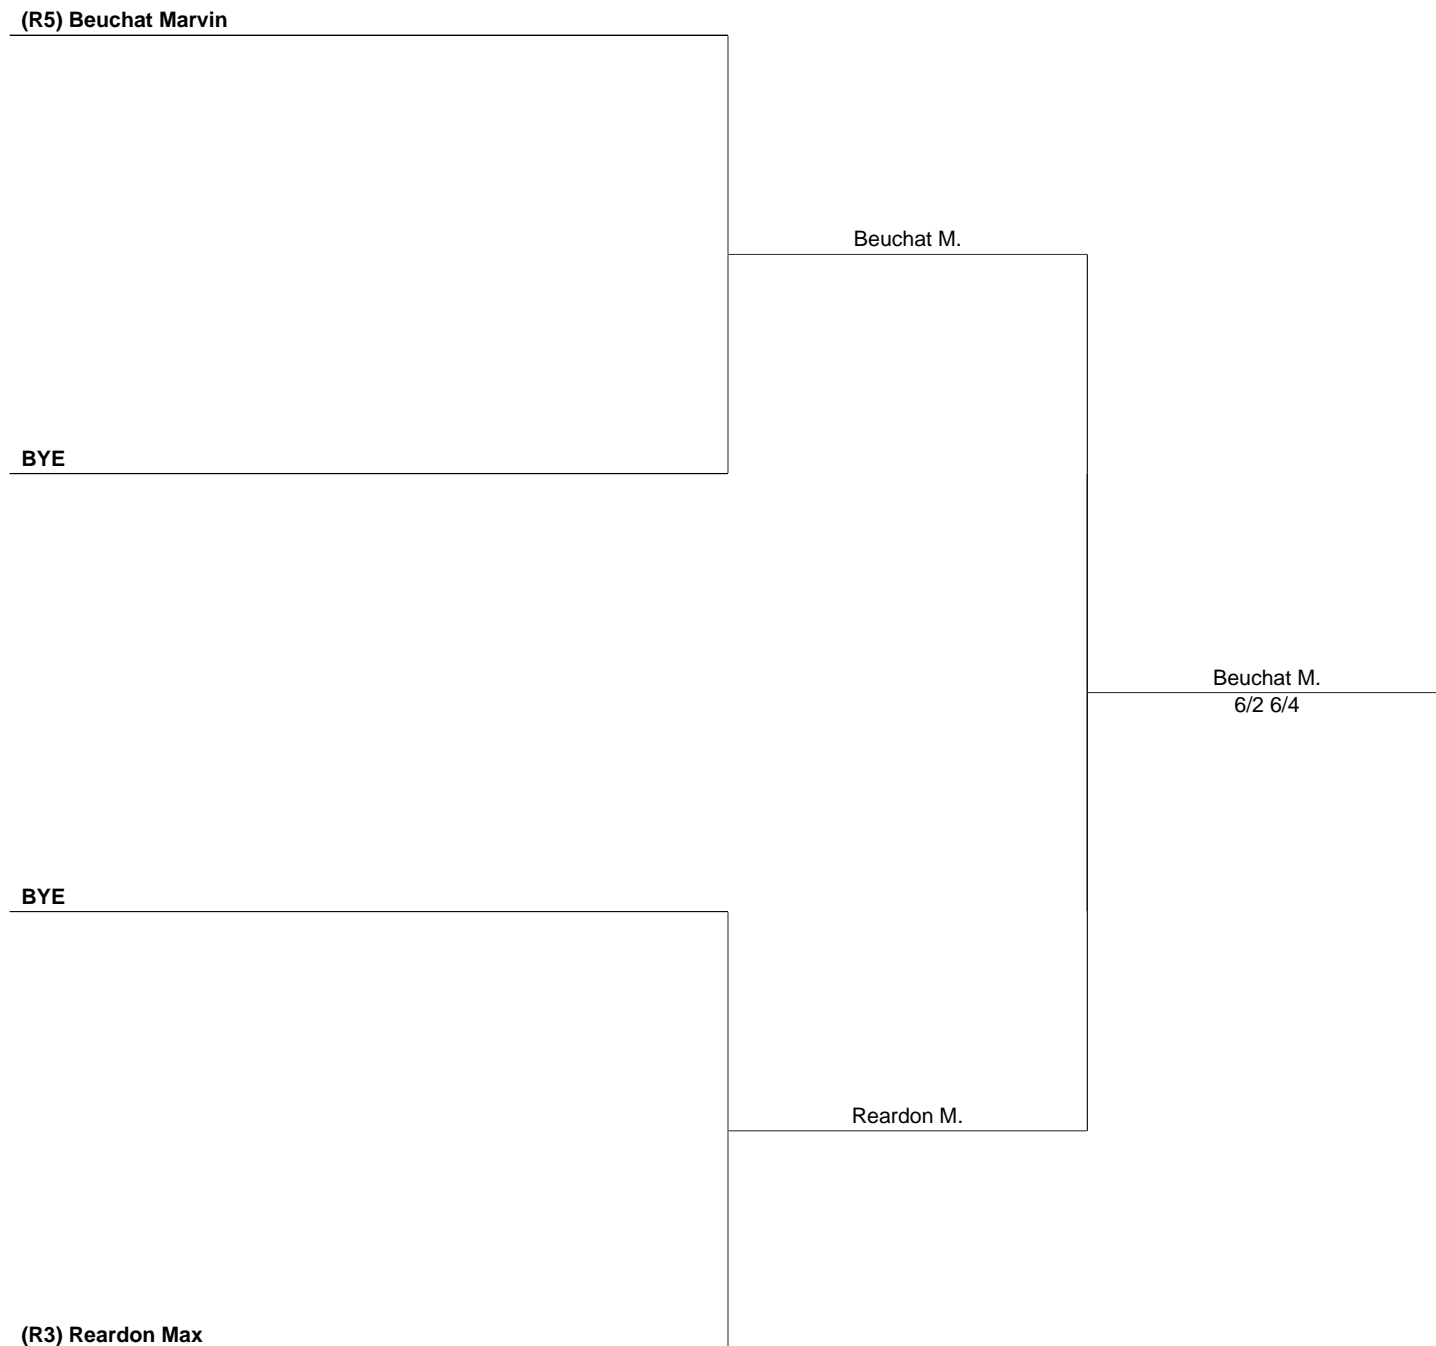 (R5) Beuchat Marvin
Beuchat M.
BYE
Beuchat M.
6/2 6/4
BYE
Reardon M.
(R3) Reardon Max